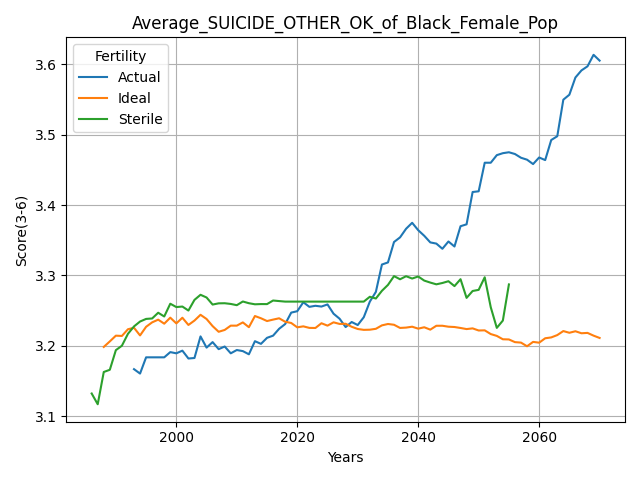 Average_SUICIDE_OTHER_OK_of_Black_Female_Pop
Fertility
Actual
Ideal
Sterile
3.6
3.5
3.4
3.3
3.2
3.1
Score(3-6)
2000 2020 2040 2060
Years